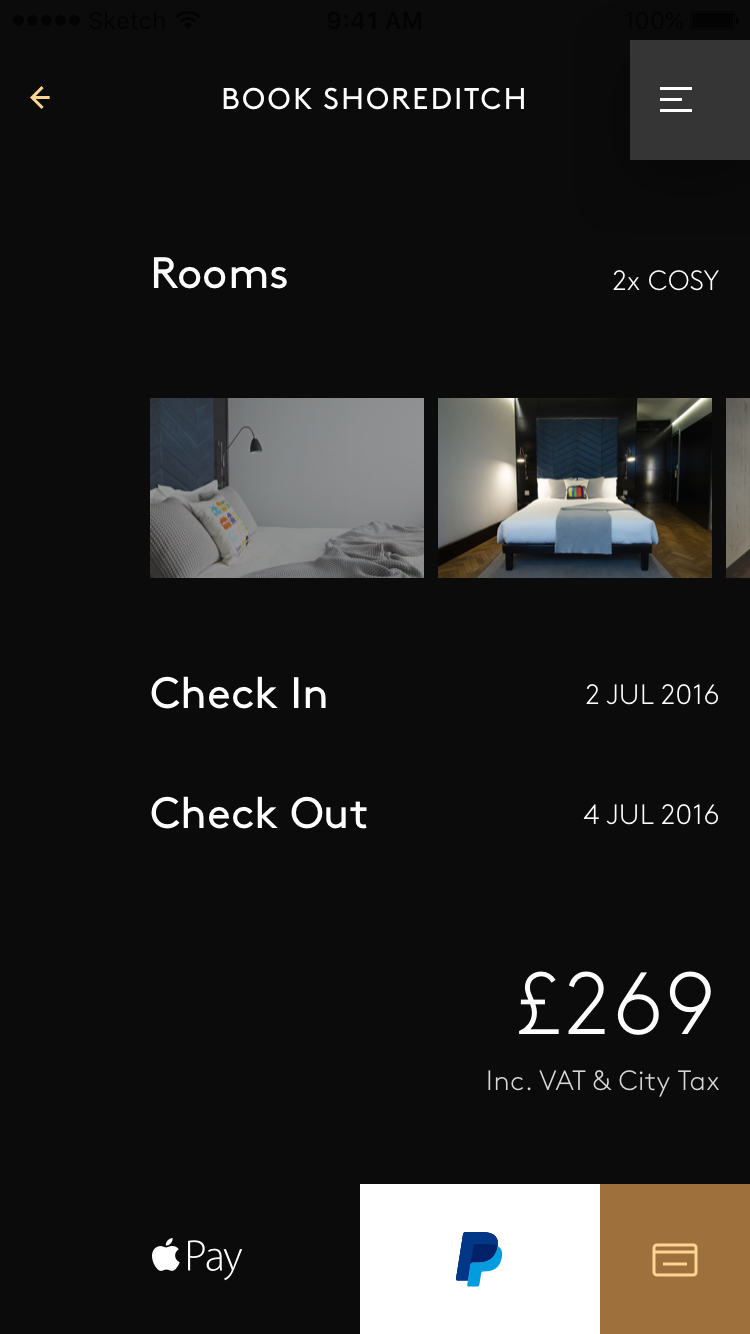 Sketch 9:41 AM 100%
BOOK SHOREDITCH
Rooms 2x COSY
Check In 2 JUL 2016
Check Out 4 JUL 2016
£269
Inc. VAT & City Tax
Pay